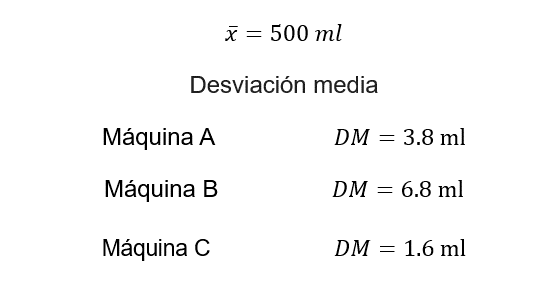 x̄ = 500 ml
Desviación media
Máquina A DM = 3.8 ml
Máquina B DM = 6.8 ml
Máquina C DM = 1.6 ml